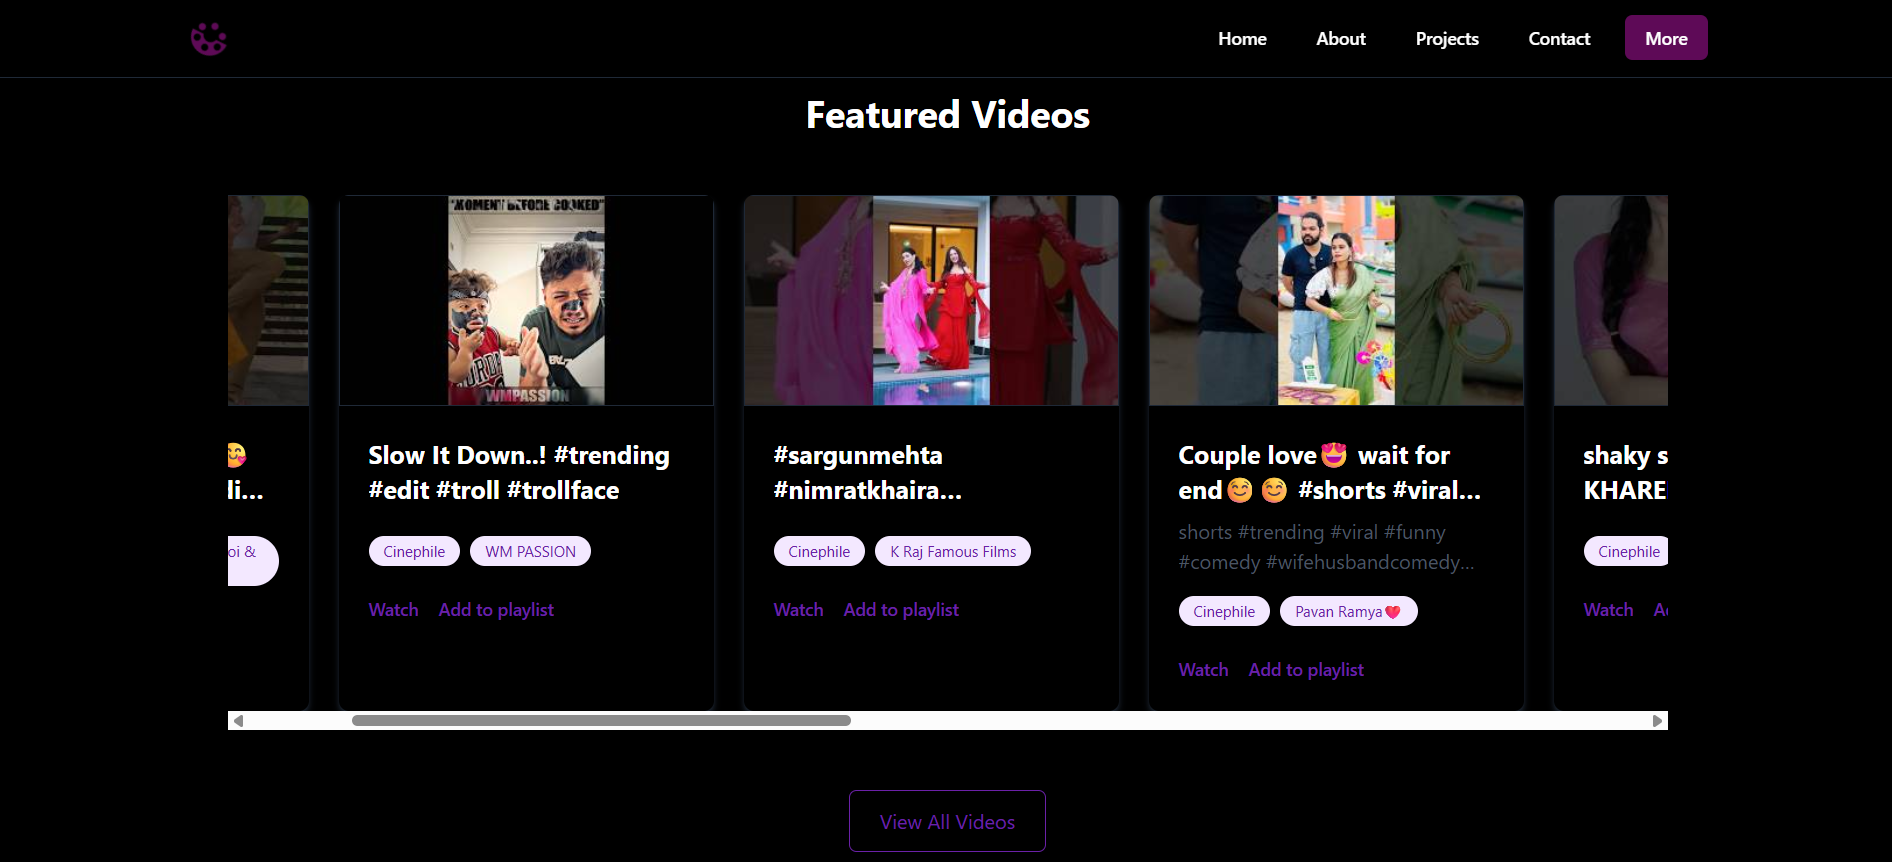 Home About Projects Contact More
Featured Videos
"MOMENT BEFORE COOKED"
WMPASSION
😋
di...
oi &
Slow It Down..! #trending
#edit #troll #trollface
Cinephile WM PASSION
Watch Add to playlist
#sargunmehta
#nimratkhaira...
Cinephile K Raj Famous Films
Watch Add to playlist
Couple love😍 wait for
end😊😊 #shorts #viral...
shorts #trending #viral #funny
#comedy #wifehusbandcomedy...
Cinephile Pavan Ramya❤️
Watch Add to playlist
shaky s
KHARE
Cinephile
Watch A
View All Videos